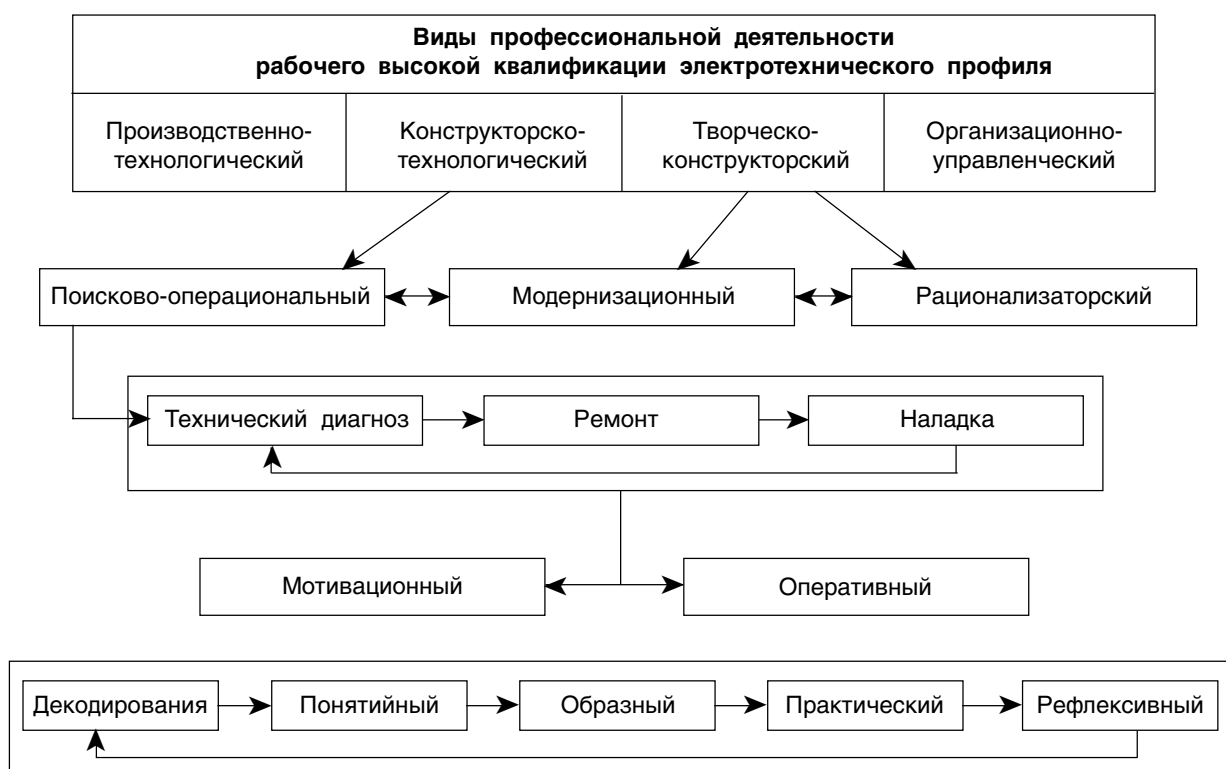 Виды профессиональной деятельности
рабочего высокой квалификации электротехнического профиля
Производственно-
технологический
Конструкторско-
технологический
Творческо-
конструкторский
Организационно-
управленческий
Поисково-операциональный
Модернизационный
Рационализаторский
Технический диагноз
Ремонт
Наладка
Мотивационный
Оперативный
Декодирования
Понятийный
Образный
Практический
Рефлексивный